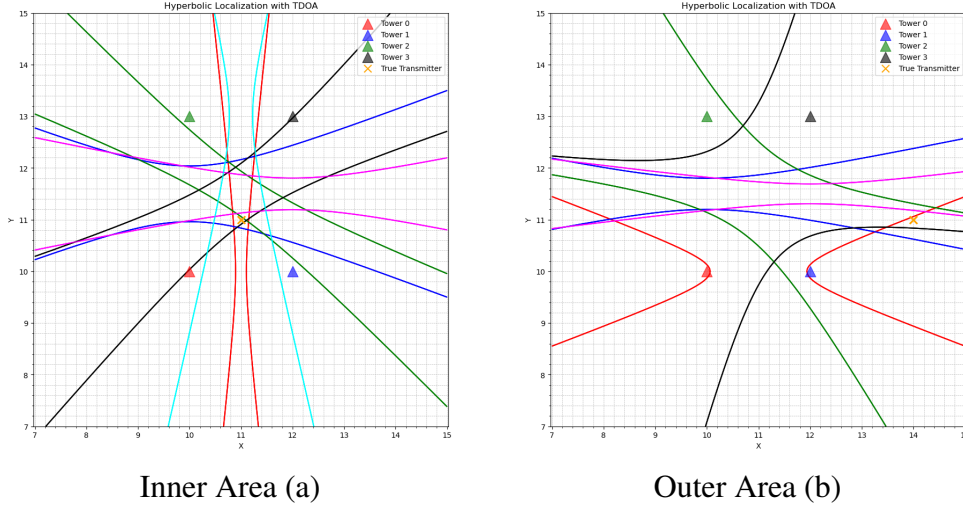 Hyperbolic Localization with TDOA
15
14
13
12
11
10
9
8
7
Y
7
8
9
10
11
12
13
14
15
X
Tower 0
Tower 1
Tower 2
Tower 3
True Transmitter
Inner Area (a)
Hyperbolic Localization with TDOA
15
14
13
12
11
10
9
8
7
Y
7
8
9
10
11
12
13
14
X
Tower 0
Tower 1
Tower 2
Tower 3
True Transmitter
Outer Area (b)